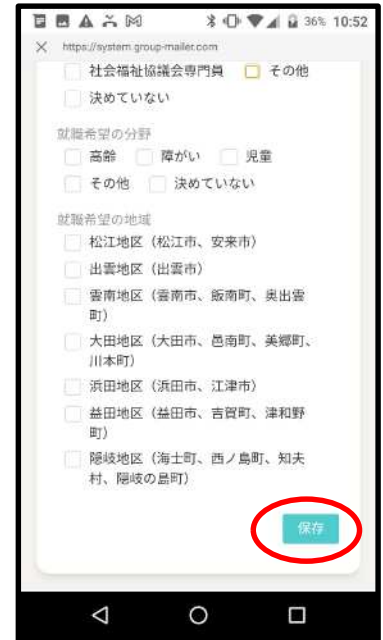 36% 10:52
https://system.group-mailer.com
社会福祉協議会専門員 その他
決めていない
就職希望の分野
高齢 障がい 児童
その他 決めていない
就職希望の地域
松江地区（松江市、安来市）
出雲地区（出雲市）
雲南地区（雲南市、飯南町、奥出雲
町）
大田地区（大田市、邑南町、美郷町、
川本町）
浜田地区（浜田市、江津市）
益田地区（益田市、吉賀町、津和野
町）
隠岐地区（海士町、西ノ島町、知夫
村、隠岐の島町）
保存